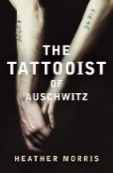 THE
TATTOOIST
OF
AUSCHWITZ
HEATHER MORRIS